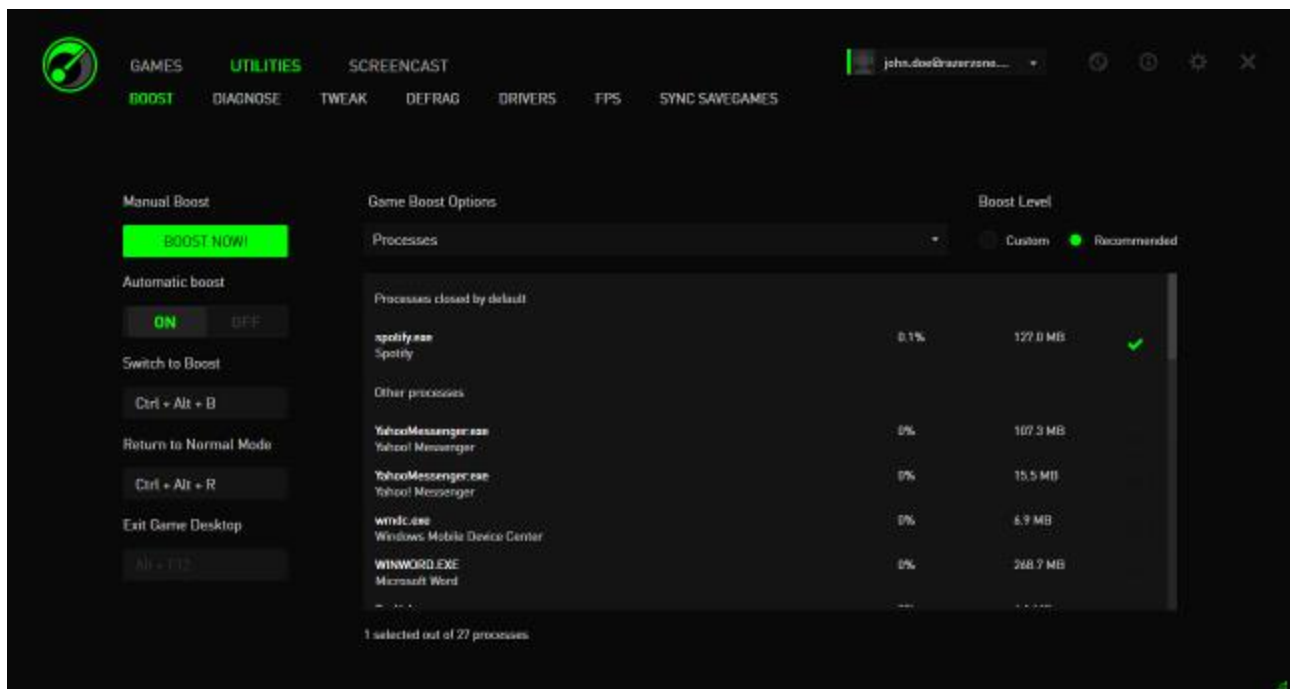 GAMES UTILITIES SCREENCAST
BOOST DIAGNOSE TWEAK DEFRAG DRIVERS FPS SYNC SAVEGAMES
john.doe@razerzone....
Manual Boost
BOOST NOW!
Automatic boost
ON OFF
Switch to Boost
Ctrl + Alt + B
Return to Normal Mode
Ctrl + Alt + R
Exit Game Desktop
Alt + F12
Game Boost Options
Processes
Boost Level
Custom Recommended
Processes closed by default
spotify.exe 0.1% 127.0 MB
Spotify
Other processes
YahooMessenger.exe 0% 107.3 MB
Yahoo! Messenger
YahooMessenger.exe 0% 15.5 MB
Yahoo! Messenger
wmdc.exe 0% 6.9 MB
Windows Mobile Device Center
WINWORD.EXE 0% 268.7 MB
Microsoft Word
1 selected out of 27 processes